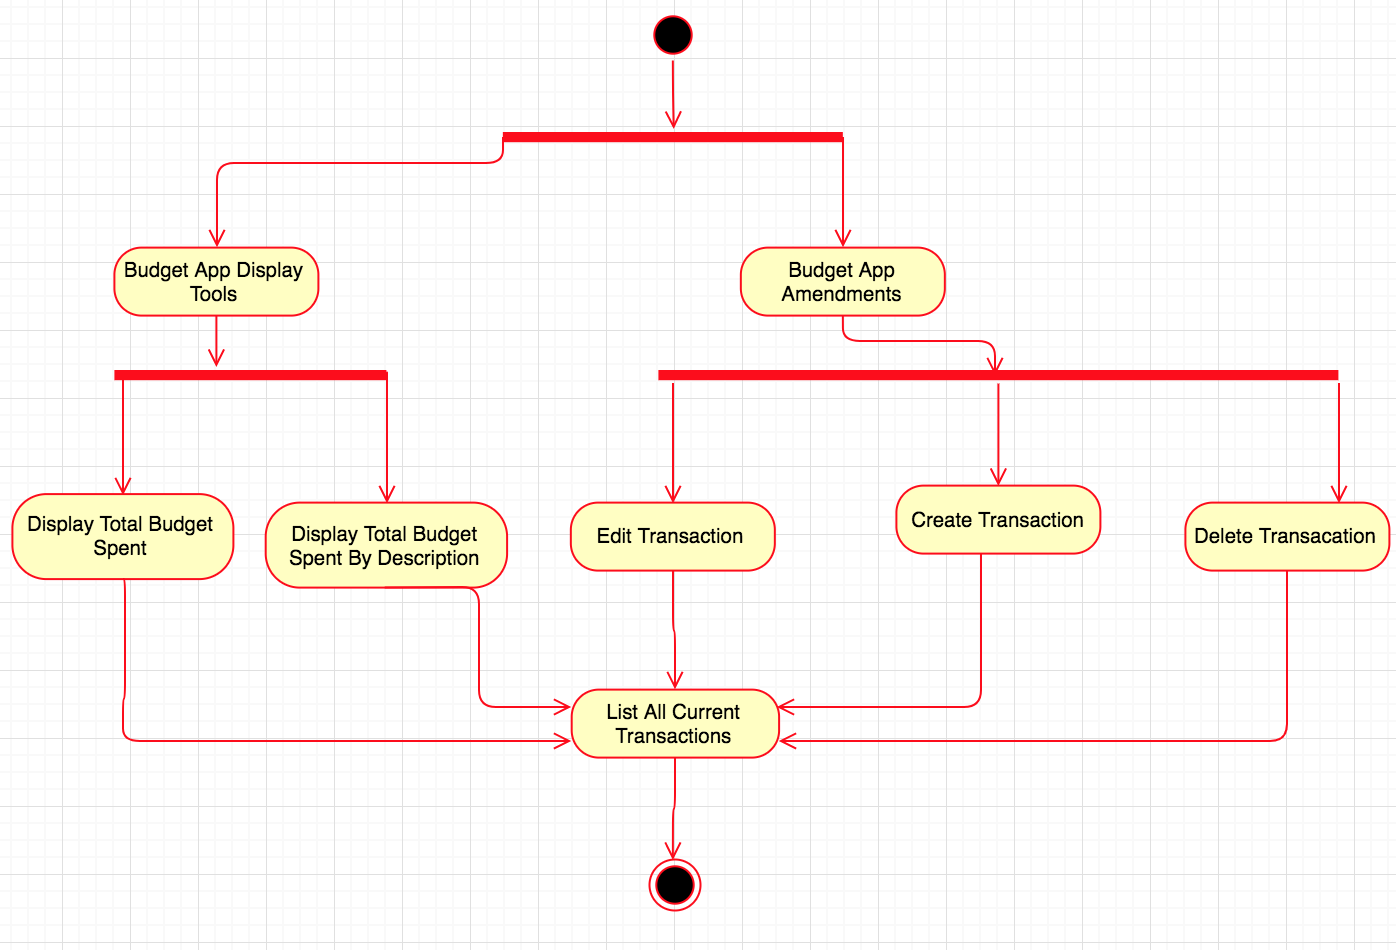 Budget App Display
Tools
Budget App
Amendments
Display Total Budget
Spent
Display Total Budget
Spent By Description
Edit Transaction
Create Transaction
Delete Transacation
List All Current
Transactions